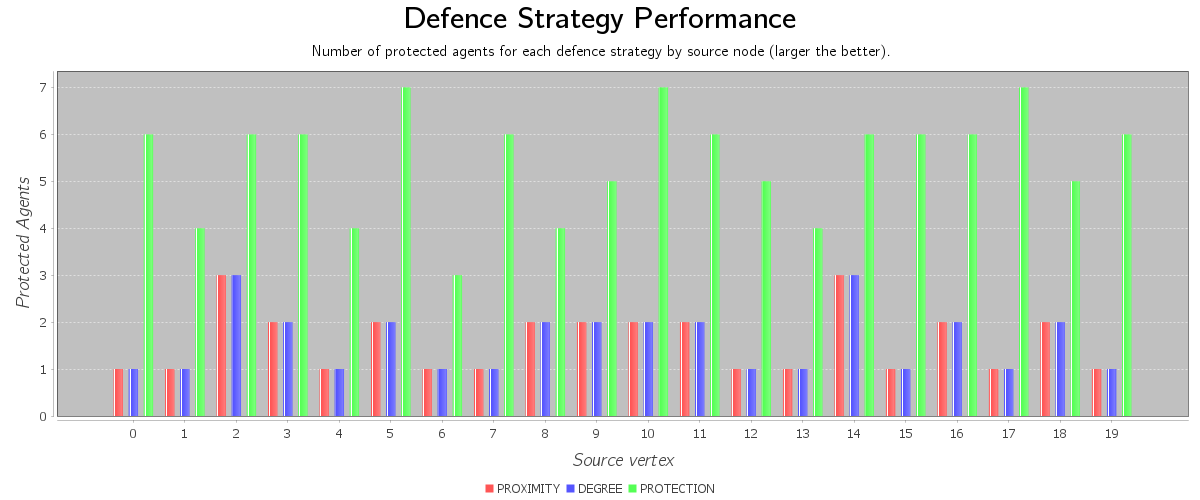 Defence Strategy Performance
Number of protected agents for each defence strategy by source node (larger the better).
7
6
5
4
3
2
1
0
Protected Agents
0 1 2 3 4 5 6 7 8 9 10 11 12 13 14 15 16 17 18 19
Source vertex
PROXIMITY DEGREE PROTECTION